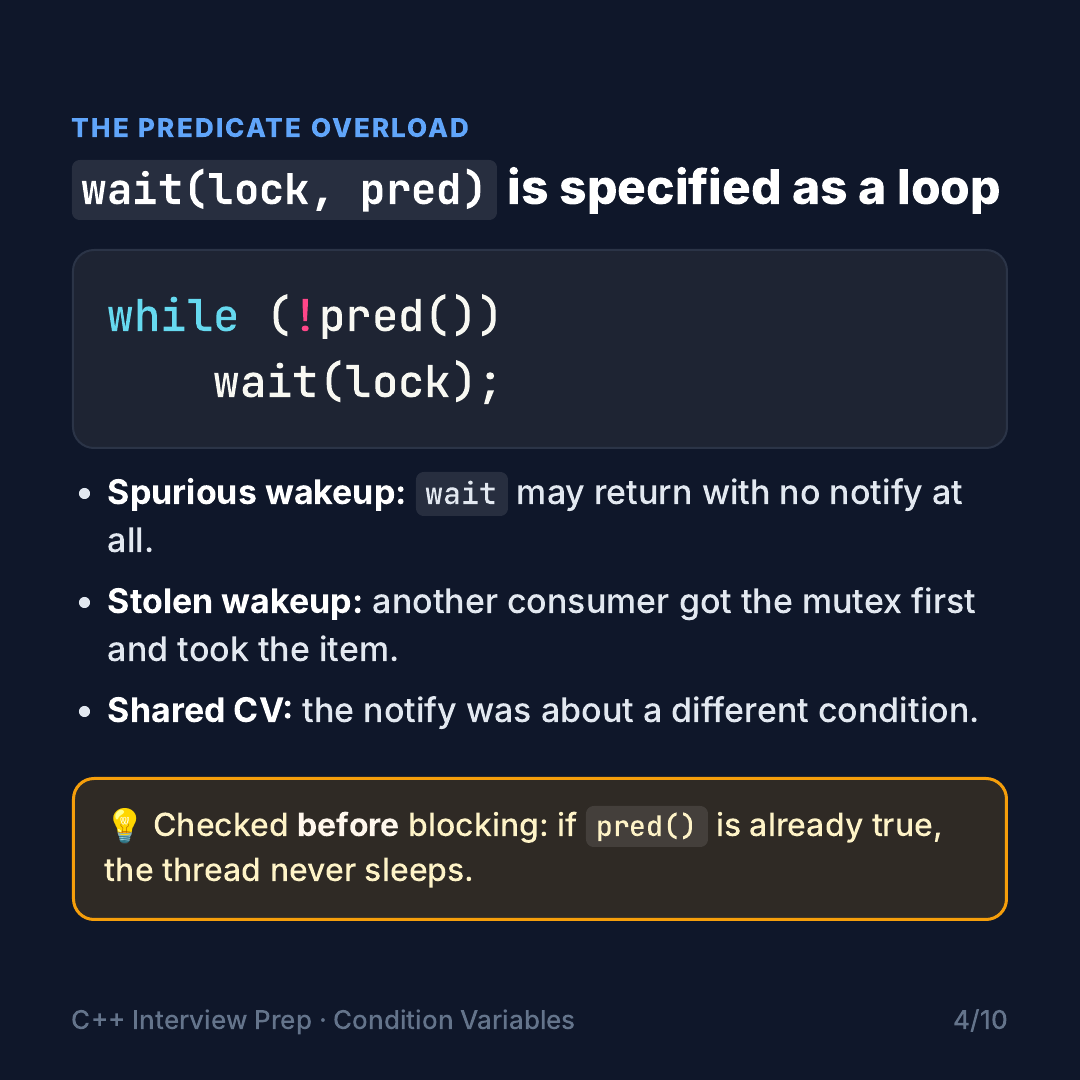 THE PREDICATE OVERLOAD
wait(lock, pred) is specified as a loop
while (!pred())
    wait(lock);
• Spurious wakeup: wait may return with no notify at
all.
• Stolen wakeup: another consumer got the mutex first
and took the item.
• Shared CV: the notify was about a different condition.
💡 Checked before blocking: if pred() is already true,
the thread never sleeps.
C++ Interview Prep · Condition Variables
4/10